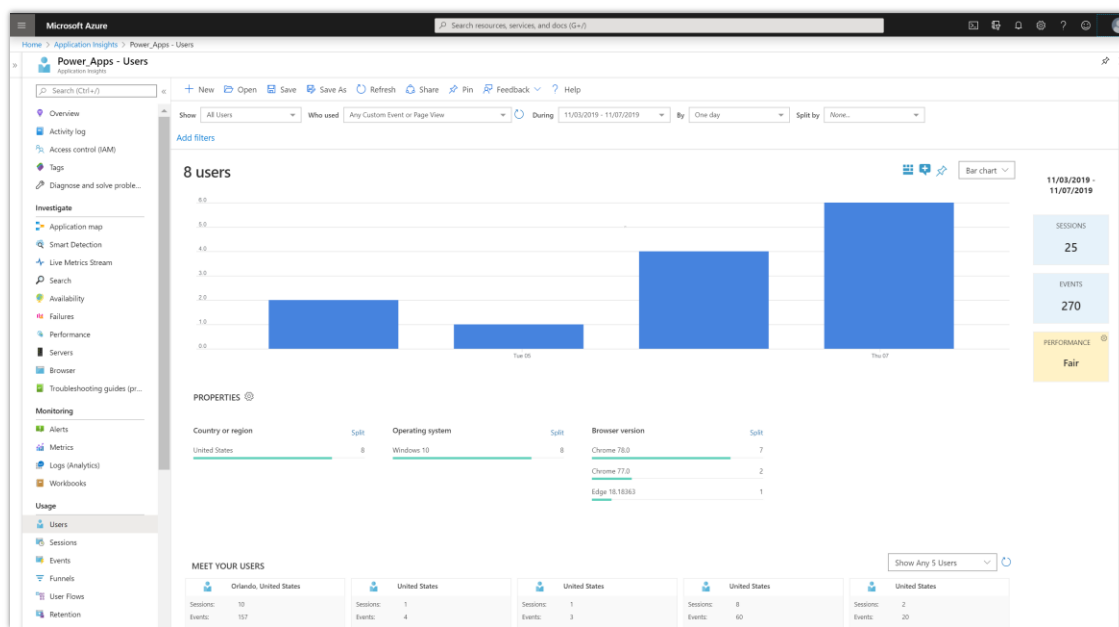 Microsoft Azure
Search resources, services, and docs (G+/)
Home > Application Insights > Power_Apps - Users
Power_Apps - Users
Application Insights
Search (Ctrl+/)
Overview
Activity log
Access control (IAM)
Tags
Diagnose and solve proble...
Investigate
Application map
Smart Detection
Live Metrics Stream
Search
Availability
Failures
Performance
Servers
Browser
Troubleshooting guides (pr...
Monitoring
Alerts
Metrics
Logs (Analytics)
Workbooks
Usage
Users
Sessions
Events
Funnels
User Flows
Retention
New Open Save Save As Refresh Share Pin Feedback Help
Show All Users Who used Any Custom Event or Page View During 11/03/2019 - 11/07/2019 By One day Split by None...
Add filters
8 users
Bar chart
6.0
5.0
4.0
3.0
2.0
1.0
0.0
Tue 05 Thu 07
11/03/2019 -
11/07/2019
SESSIONS
25
EVENTS
270
PERFORMANCE
Fair
PROPERTIES
Country or region Split
United States 8
Operating system Split
Windows 10 8
Browser version Split
Chrome 78.0 7
Chrome 77.0 2
Edge 18.18363 1
MEET YOUR USERS
Show Any 5 Users
Orlando, United States
Sessions: 10
Events: 157
United States
Sessions: 1
Events: 4
United States
Sessions: 1
Events: 3
United States
Sessions: 8
Events: 60
United States
Sessions: 2
Events: 20